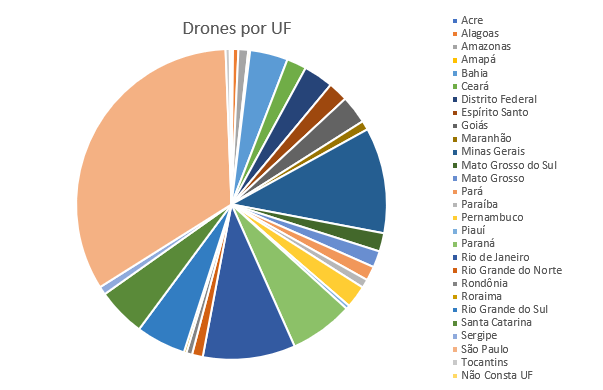 Drones por UF
Acre
Alagoas
Amazonas
Amapá
Bahia
Ceará
Distrito Federal
Espírito Santo
Goiás
Maranhão
Minas Gerais
Mato Grosso do Sul
Mato Grosso
Pará
Paraíba
Pernambuco
Piauí
Paraná
Rio de Janeiro
Rio Grande do Norte
Rondônia
Roraima
Rio Grande do Sul
Santa Catarina
Sergipe
São Paulo
Tocantins
Não Consta UF